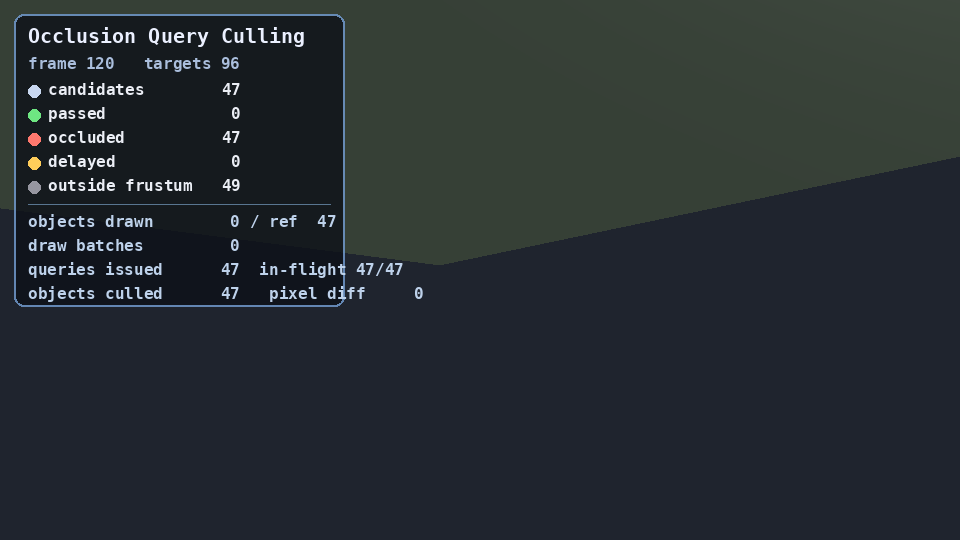 Occlusion Query Culling
frame 120 targets 96
candidates 47
passed 0
occluded 47
delayed 0
outside frustum 49
objects drawn 0 / ref 47
draw batches 0
queries issued 47 in-flight 47/47
objects culled 47 pixel diff 0